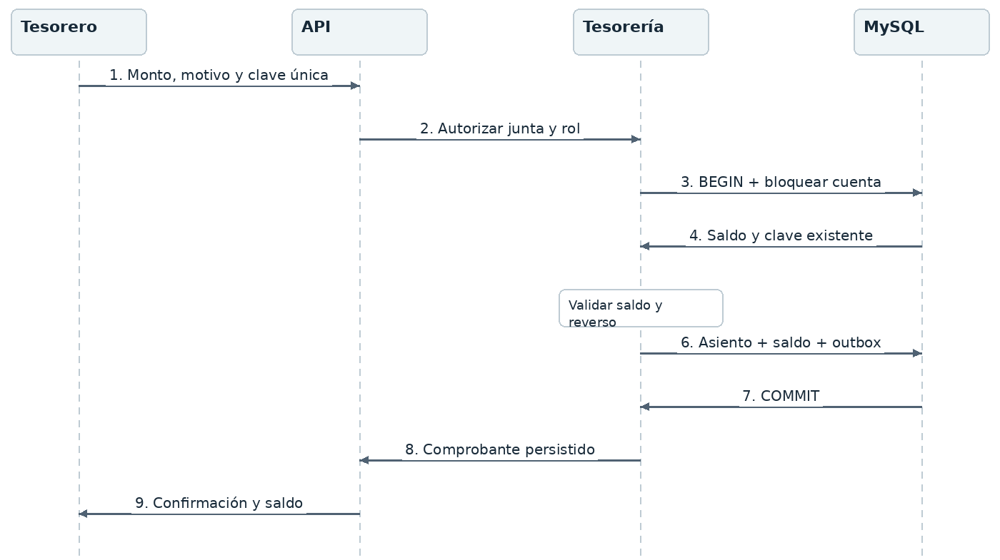 Tesorero
API
Tesorería
MySQL
1. Monto, motivo y clave única
2. Autorizar junta y rol
3. BEGIN + bloquear cuenta
4. Saldo y clave existente
Validar saldo y
reverso
6. Asiento + saldo + outbox
7. COMMIT
8. Comprobante persistido
9. Confirmación y saldo